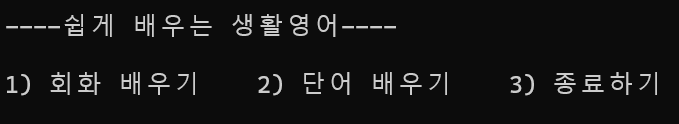 ————쉽게 배우는 생활영어————
1) 회화 배우기 2) 단어 배우기 3) 종료하기